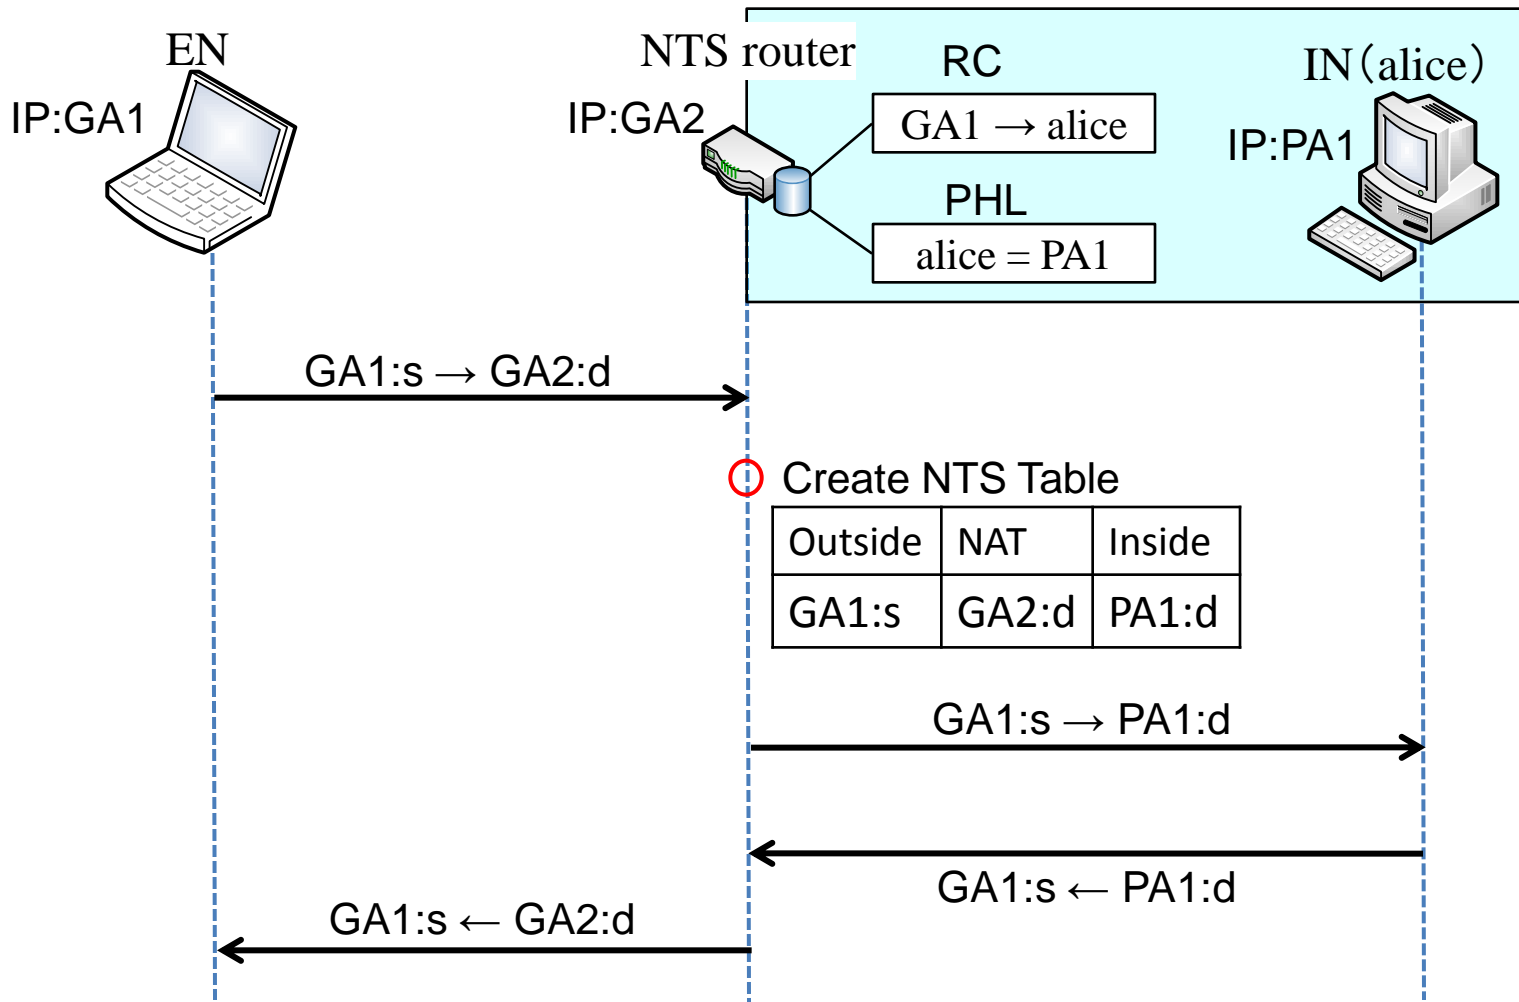 EN
IP:GA1
NTS router
IP:GA2
RC
GA1 → alice
PHL
alice = PA1
IN（alice）
IP:PA1
GA1:s → GA2:d
Create NTS Table
Outside NAT Inside
GA1:s GA2:d PA1:d
GA1:s → PA1:d
GA1:s ← PA1:d
GA1:s ← GA2:d